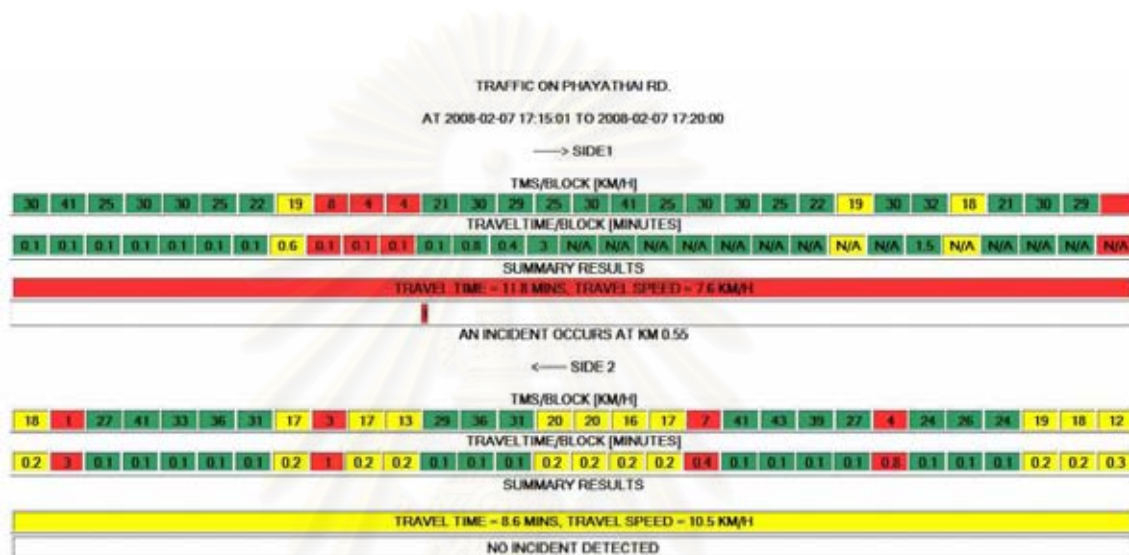 TRAFFIC ON PHAYATHAI RD.
AT 2008-02-07 17:15:01 TO 2008-02-07 17:20:00
----> SIDE1
TMS/BLOCK [KM/H]
30 41 25 30 30 25 22 19 8 4 4 21 30 29 25 30 41 25 30 30 25 22 19 30 32 18 21 30 29
TRAVELTIME/BLOCK [MINUTES]
0.1 0.1 0.1 0.1 0.1 0.1 0.1 0.6 0.1 0.1 0.1 0.1 0.8 0.4 3 N/A N/A N/A N/A N/A N/A N/A N/A N/A 1.5 N/A N/A N/A N/A N/A
SUMMARY RESULTS
TRAVEL TIME = 11.8 MINS, TRAVEL SPEED = 7.6 KM/H
AN INCIDENT OCCURS AT KM 0.55
<---- SIDE 2
TMS/BLOCK [KM/H]
18 1 27 41 33 36 31 17 3 17 13 29 36 31 20 20 16 17 7 41 43 39 27 4 24 26 24 19 18 12
TRAVELTIME/BLOCK [MINUTES]
0.2 3 0.1 0.1 0.1 0.1 0.1 0.2 1 0.2 0.2 0.1 0.1 0.1 0.2 0.2 0.2 0.2 0.4 0.1 0.1 0.1 0.1 0.8 0.1 0.1 0.1 0.2 0.2 0.3
SUMMARY RESULTS
TRAVEL TIME = 8.6 MINS, TRAVEL SPEED = 10.5 KM/H
NO INCIDENT DETECTED